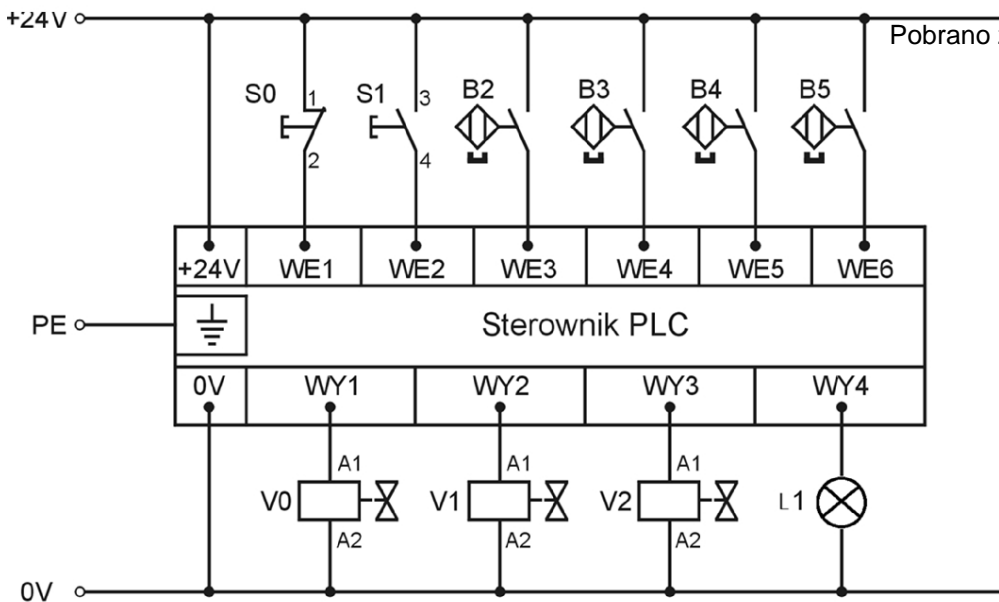 +24V
Pobrano
S0 1 2
S1 3 4
B2
B3
B4
B5
+24V WE1 WE2 WE3 WE4 WE5 WE6
PE
Sterownik PLC
0V WY1 WY2 WY3 WY4
V0 A1 A2
V1 A1 A2
V2 A1 A2
L1
0V